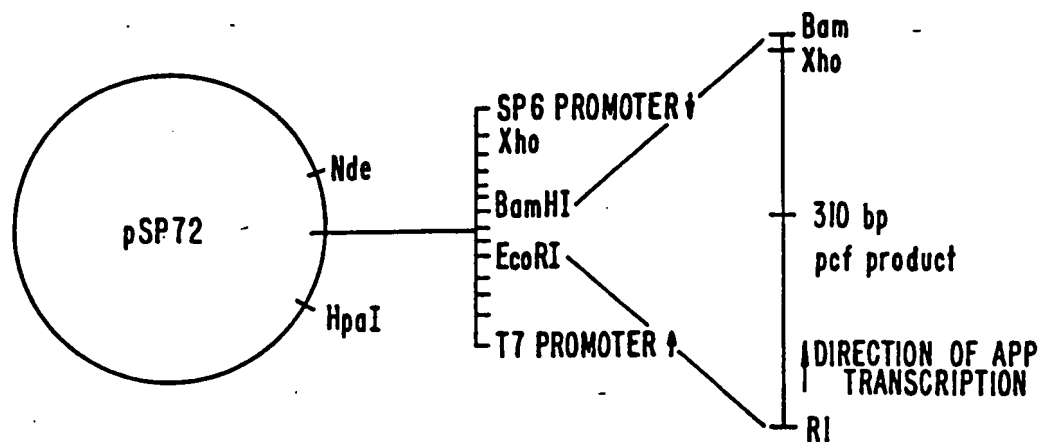 pSP72
Nde
HpaI
SP6 PROMOTER ↓
Xho
BamHI
EcoRI
T7 PROMOTER ↑
Bam
Xho
310 bp
pcf product
↑ DIRECTION OF APP
TRANSCRIPTION
RI